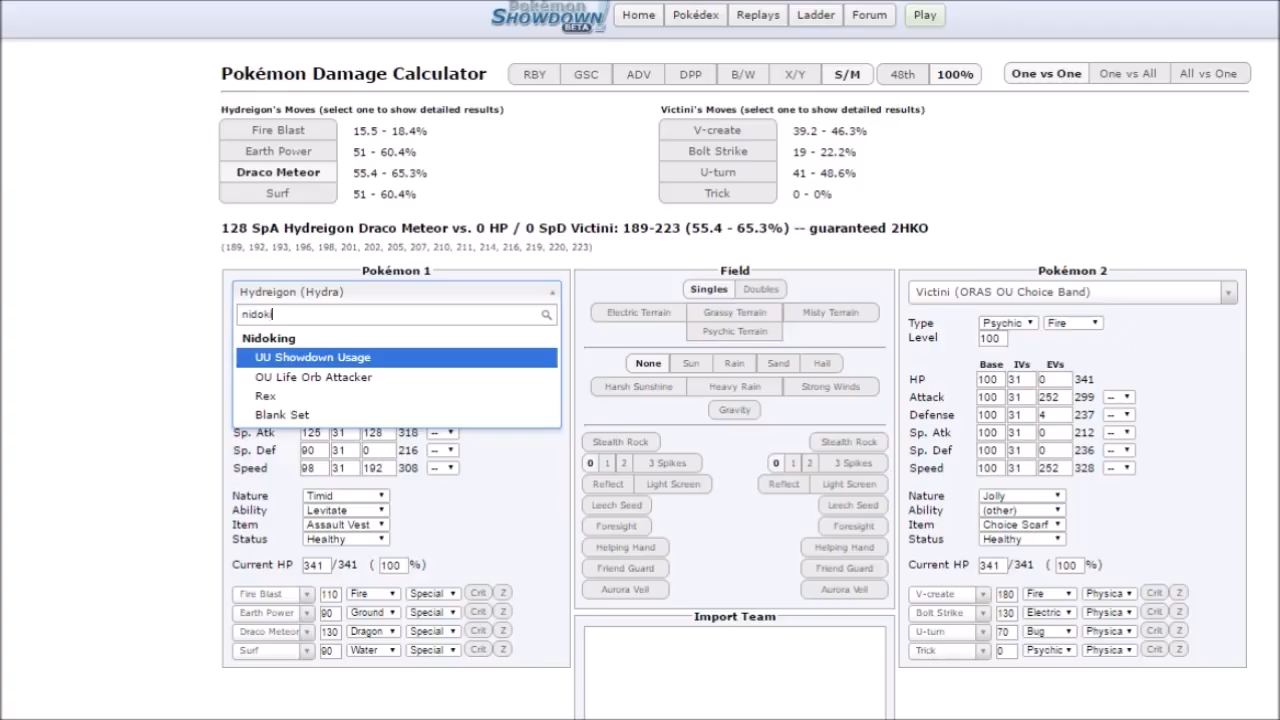 Pokémon
SHOWDOWN!
BETA
Home Pokédex Replays Ladder Forum Play
Pokémon Damage Calculator RBY GSC ADV DPP B/W X/Y S/M 48th 100% One vs One One vs All All vs One
Hydreigon's Moves (select one to show detailed results) Victini's Moves (select one to show detailed results)
Fire Blast 15.5 - 18.4% V-create 39.2 - 46.3%
Earth Power 51 - 60.4% Bolt Strike 19 - 22.2%
Draco Meteor 55.4 - 65.3% U-turn 41 - 48.6%
Surf 51 - 60.4% Trick 0 - 0%
128 SpA Hydreigon Draco Meteor vs. 0 HP / 0 SpD Victini: 189-223 (55.4 - 65.3%) -- guaranteed 2HKO
(189, 192, 193, 196, 198, 201, 202, 205, 207, 210, 211, 214, 216, 219, 220, 223)
Pokémon 1 Field Pokémon 2
Hydreigon (Hydra) Singles Doubles Victini (ORAS OU Choice Band)
nidoki Electric Terrain Grassy Terrain Misty Terrain
Psychic Terrain
Type Psychic Fire
Level 100
Nidoking
UU Showdown Usage
OU Life Orb Attacker
Rex
Blank Set
None Sun Rain Sand Hail
Harsh Sunshine Heavy Rain Strong Winds
Gravity
Base IVs EVs
HP 100 31 0 341
Attack 100 31 252 299 --
Defense 100 31 4 237 --
Sp. Atk 125 31 128 318 -- Sp. Atk 100 31 0 212 --
Sp. Def 90 31 0 216 -- Sp. Def 100 31 0 236 --
Speed 98 31 192 308 -- Speed 100 31 252 328 --
Stealth Rock Stealth Rock
0 1 2 3 Spikes 0 1 2 3 Spikes
Reflect Light Screen Reflect Light Screen
Leech Seed Leech Seed
Foresight Foresight
Helping Hand Helping Hand
Friend Guard Friend Guard
Aurora Veil Aurora Veil
Nature Timid Nature Jolly
Ability Levitate Ability (other)
Item Assault Vest Item Choice Scarf
Status Healthy Status Healthy
Current HP 341 /341 ( 100 %) Current HP 341 /341 ( 100 %)
Fire Blast 110 Fire Special Crit Z V-create 180 Fire Physica Crit Z
Earth Power 90 Ground Special Crit Z Bolt Strike 130 Electric Physica Crit Z
Draco Meteor 130 Dragon Special Crit Z U-turn 70 Bug Physica Crit Z
Surf 90 Water Special Crit Z Trick 0 Psychic Physica Crit Z
Import Team